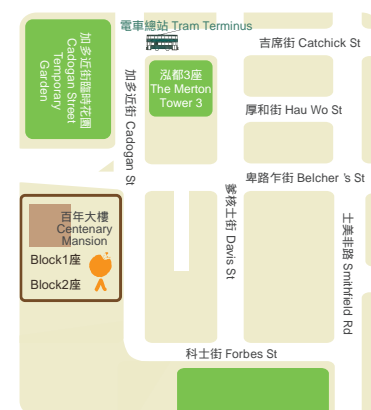 電車總站 Tram Terminus
吉席街 Catchick St
加多近街臨時花園
Cadogan Street
Temporary
Garden
加多近街 Cadogan St
泓都3座
The Merton
Tower 3
厚和街 Hau Wo St
卑路乍街 Belcher 's St
爹核士街 Davis St
士美非路 Smithfield Rd
百年大樓
Centenary
Mansion
Block1座
Block2座
科士街 Forbes St